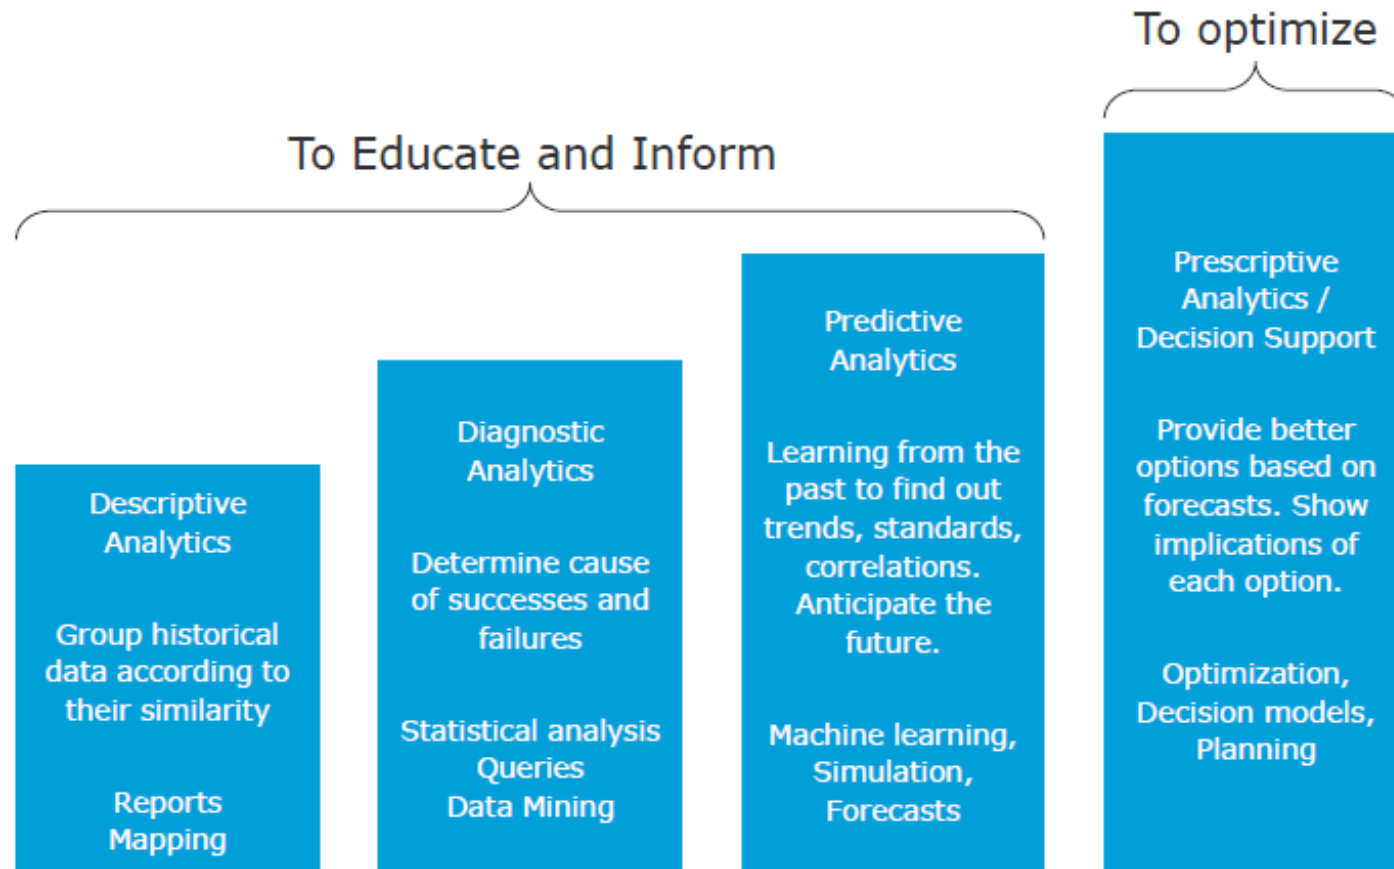 To optimize
To Educate and Inform
Descriptive
Analytics
Group historical
data according to
their similarity
Reports
Mapping
Diagnostic
Analytics
Determine cause
of successes and
failures
Statistical analysis
Queries
Data Mining
Predictive
Analytics
Learning from the
past to find out
trends, standards,
correlations.
Anticipate the
future.
Machine learning,
Simulation,
Forecasts
Prescriptive
Analytics /
Decision Support
Provide better
options based on
forecasts. Show
implications of
each option.
Optimization,
Decision models,
Planning